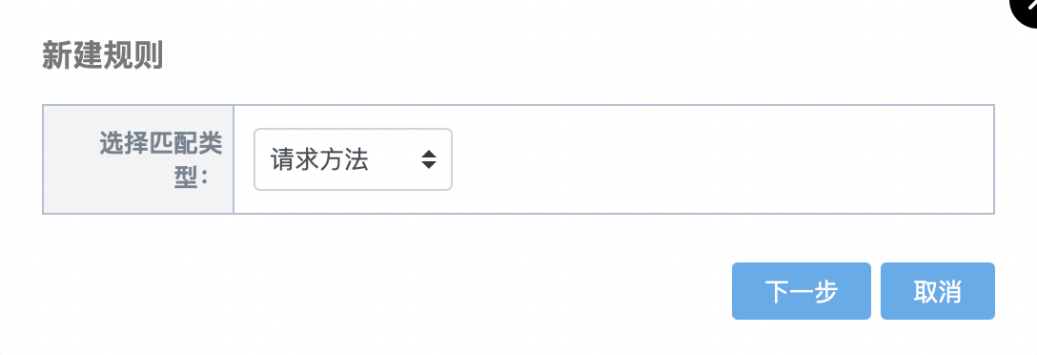 新建规则
选择匹配类
型：
请求方法
下一步
取消